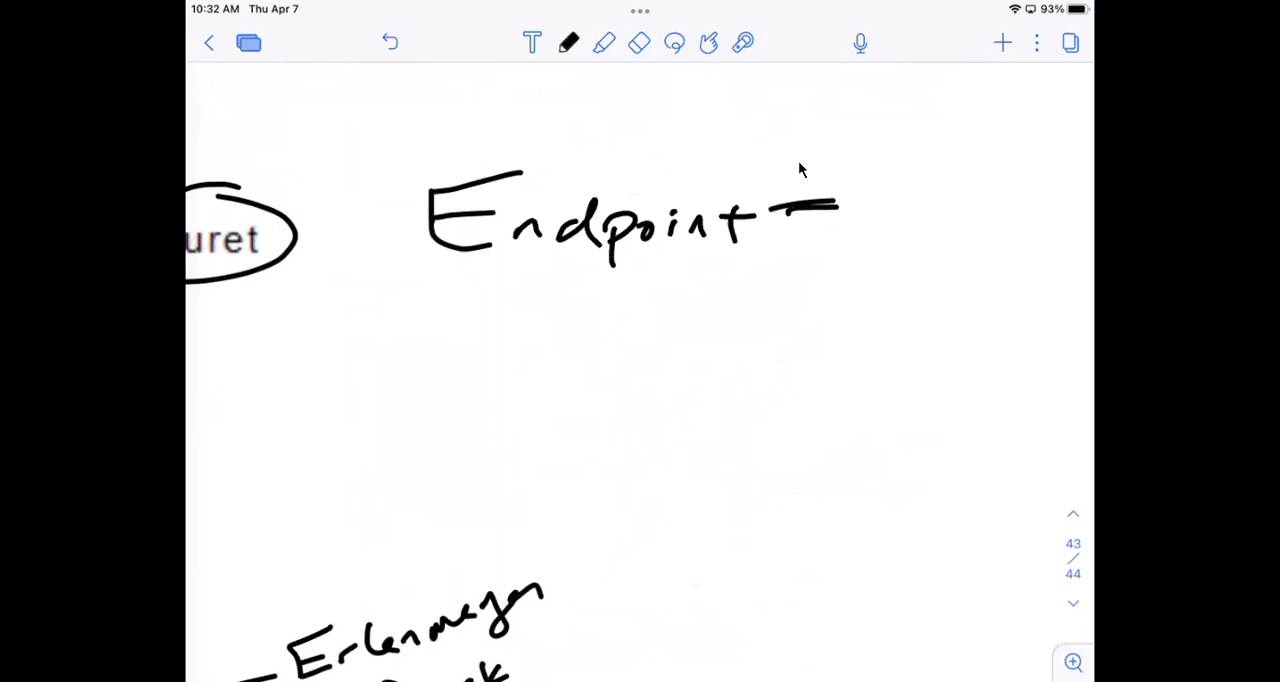 10:32 AM Thu Apr 7
93%
T
Endpoint =
uret
43
/
44
Erlenmeyer